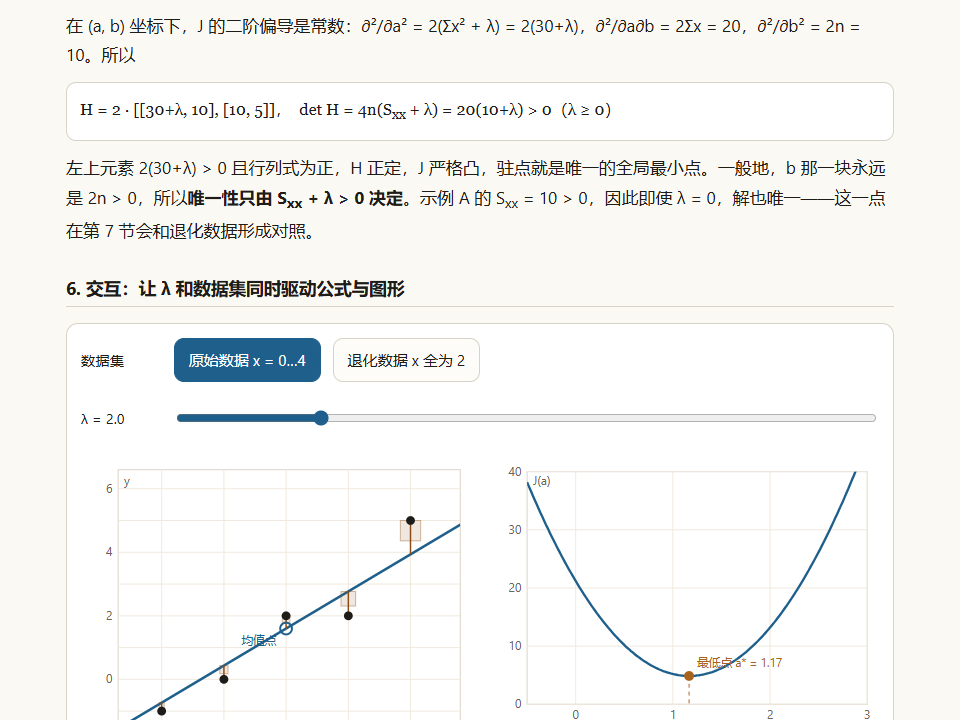 在 (a, b) 坐标下，J 的二阶偏导是常数：∂²/∂a² = 2(Σx² + λ) = 2(30+λ)，∂²/∂a∂b = 2Σx = 20，∂²/∂b² = 2n =
10。所以
H = 2 · [[30+λ, 10], [10, 5]]， det H = 4n(Sxx + λ) = 20(10+λ) > 0（λ ≥ 0）
左上元素 2(30+λ) > 0 且行列式为正，H 正定，J 严格凸，驻点就是唯一的全局最小点。一般地，b 那一块永远
是 2n > 0，所以唯一性只由 Sxx + λ > 0 决定。示例 A 的 Sxx = 10 > 0，因此即使 λ = 0，解也唯一——这一点
在第 7 节会和退化数据形成对照。
6. 交互：让 λ 和数据集同时驱动公式与图形
数据集 原始数据 x = 0…4 退化数据 x 全为 2
λ = 2.0
y
6
4
2
0
均值点
J(a)
40
30
20
10
0
最低点 a* = 1.17
0 1 2 3